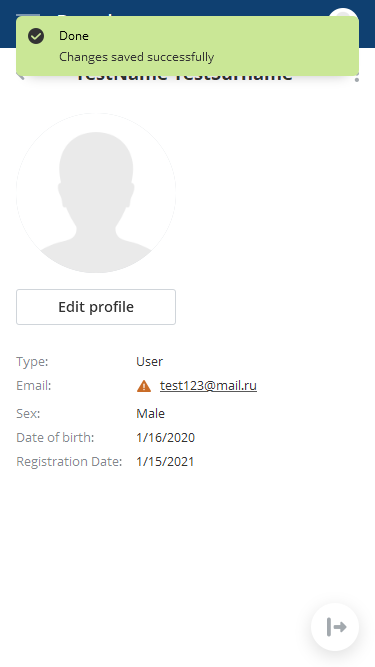 Done
Changes saved successfully
TestName TestSurname
Edit profile
Type: User
Email: test123@mail.ru
Sex: Male
Date of birth: 1/16/2020
Registration Date: 1/15/2021